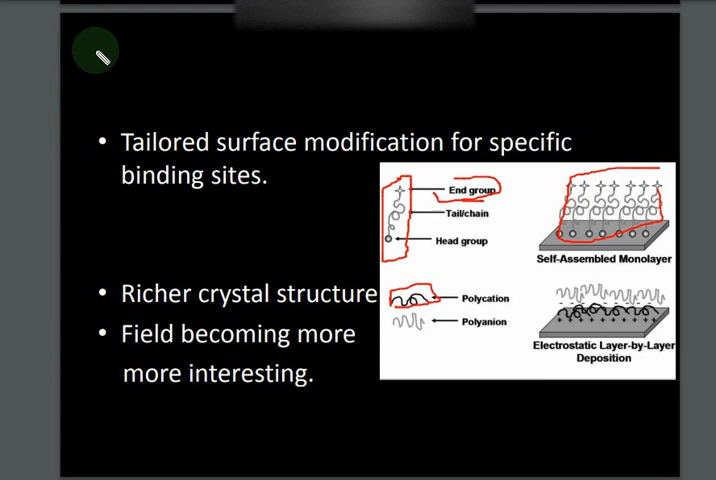 • Tailored surface modification for specific
binding sites.
End group
Tail/chain
Head group
Self-Assembled Monolayer
• Richer crystal structure
• Field becoming more
more interesting.
Polycation
Polyanion
Electrostatic Layer-by-Layer
Deposition